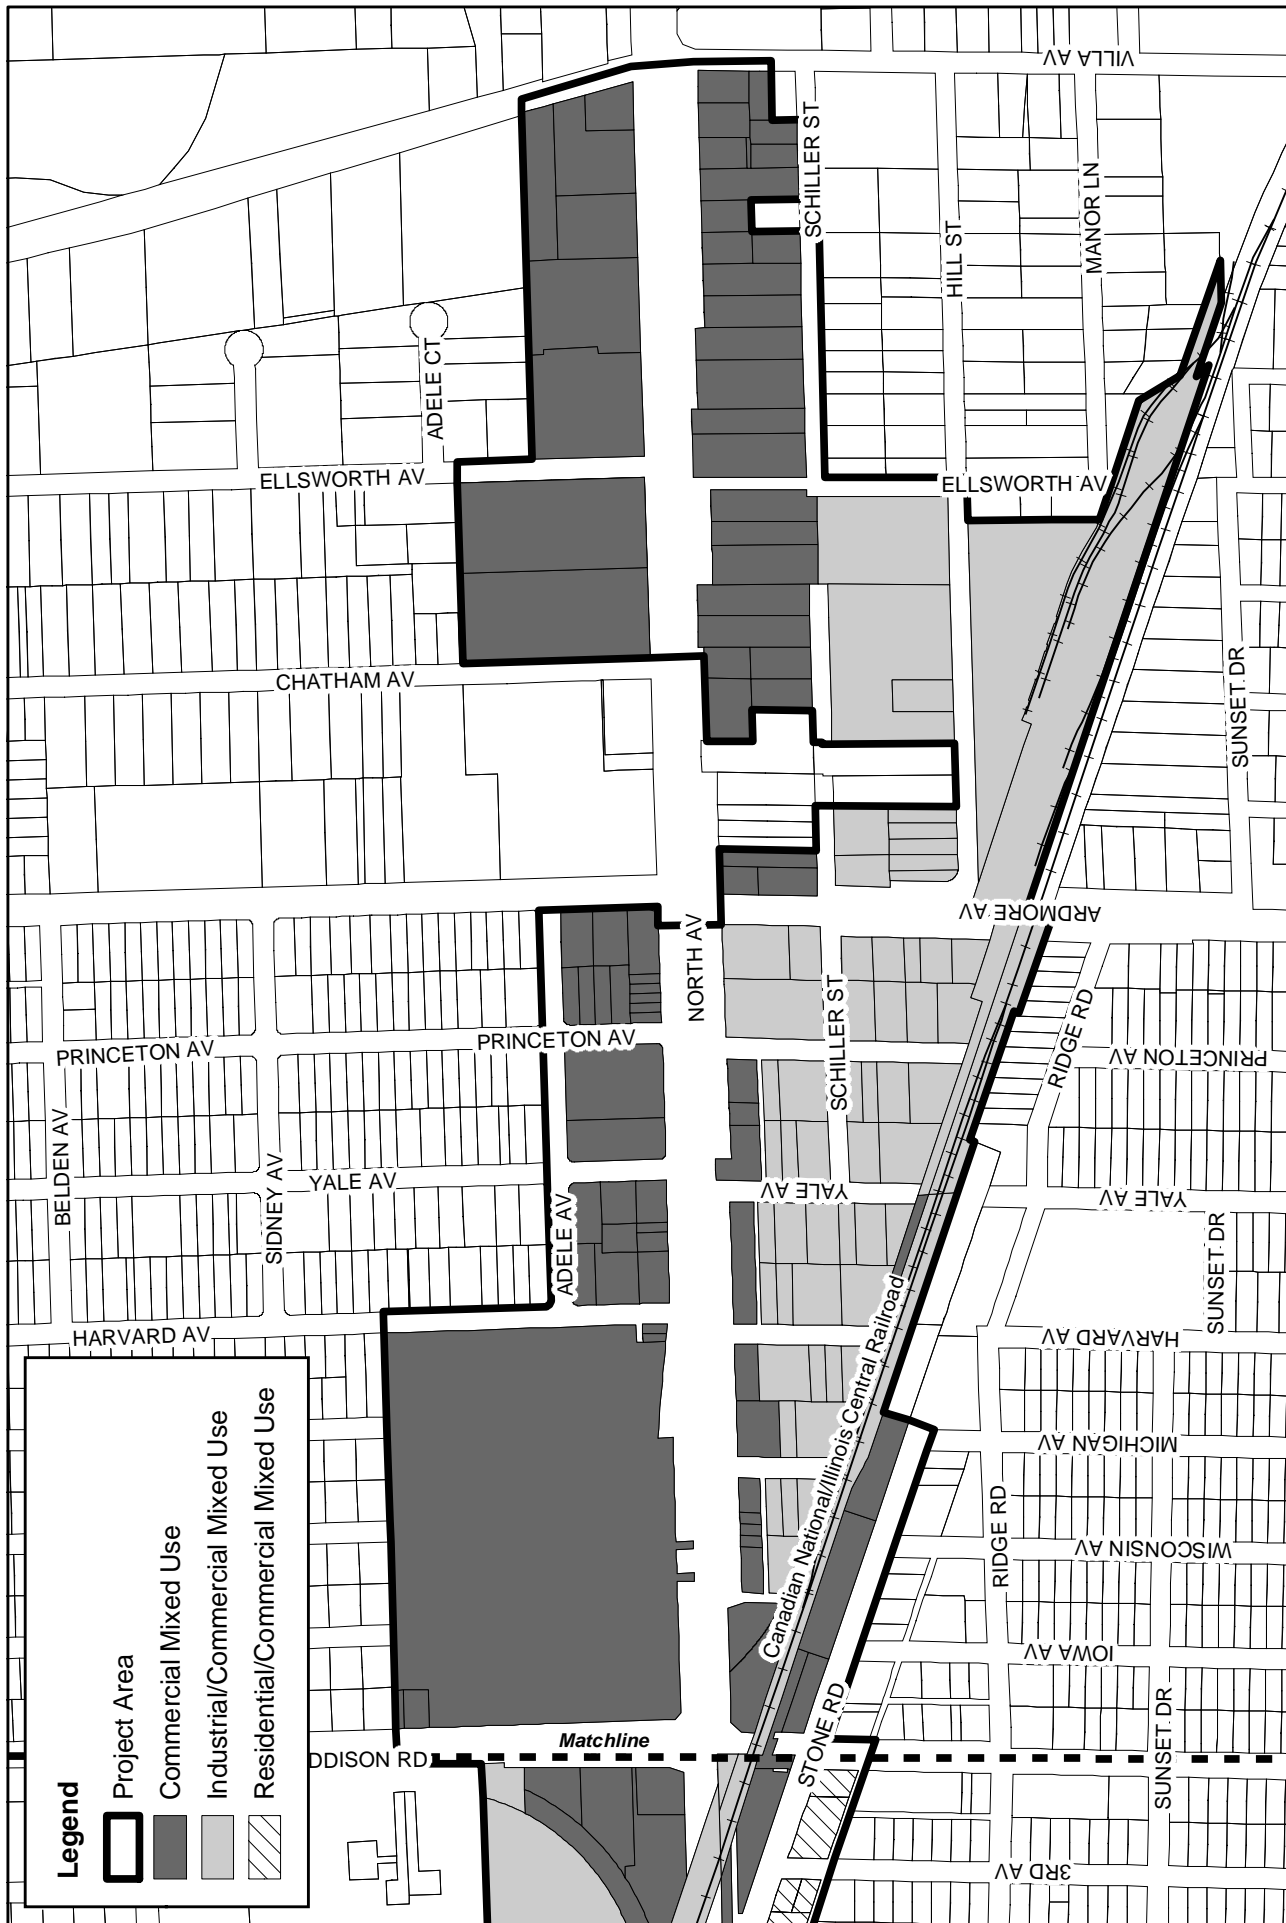 VILLA AV
SCHILLER ST
MANOR LN
HILL ST
ADELE CT
ELLSWORTH AV
ELLSWORTH AV
CHATHAM AV
SUNSET DR
ARDMORE AV
NORTH AV
SCHILLER ST
RIDGE RD
PRINCETON AV
PRINCETON AV
PRINCETON AV
BELDEN AV
SIDNEY AV
YALE AV
YALE AV
YALE AV
ADELE AV
SUNSET DR
HARVARD AV
HARVARD AV
Canadian National/Illinois Central Railroad
MICHIGAN AV
RIDGE RD
WISCONSIN AV
IOWA AV
STONE RD
SUNSET DR
Matchline
DDISON RD
3RD AV
Legend
Project Area
Commercial Mixed Use
Industrial/Commercial Mixed Use
Residential/Commercial Mixed Use